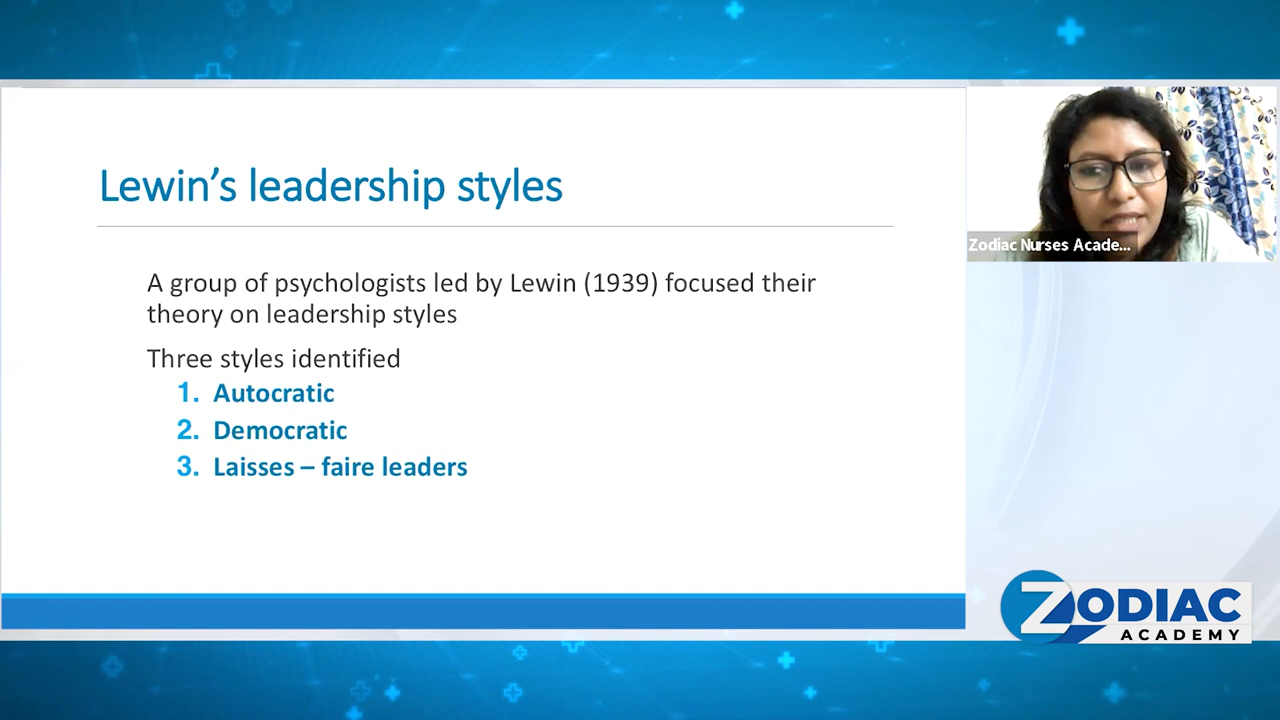 Lewin’s leadership styles
A group of psychologists led by Lewin (1939) focused their
theory on leadership styles
Three styles identified
1. Autocratic
2. Democratic
3. Laisses – faire leaders
Zodiac Nurses Acade...
ZODIAC
ACADEMY